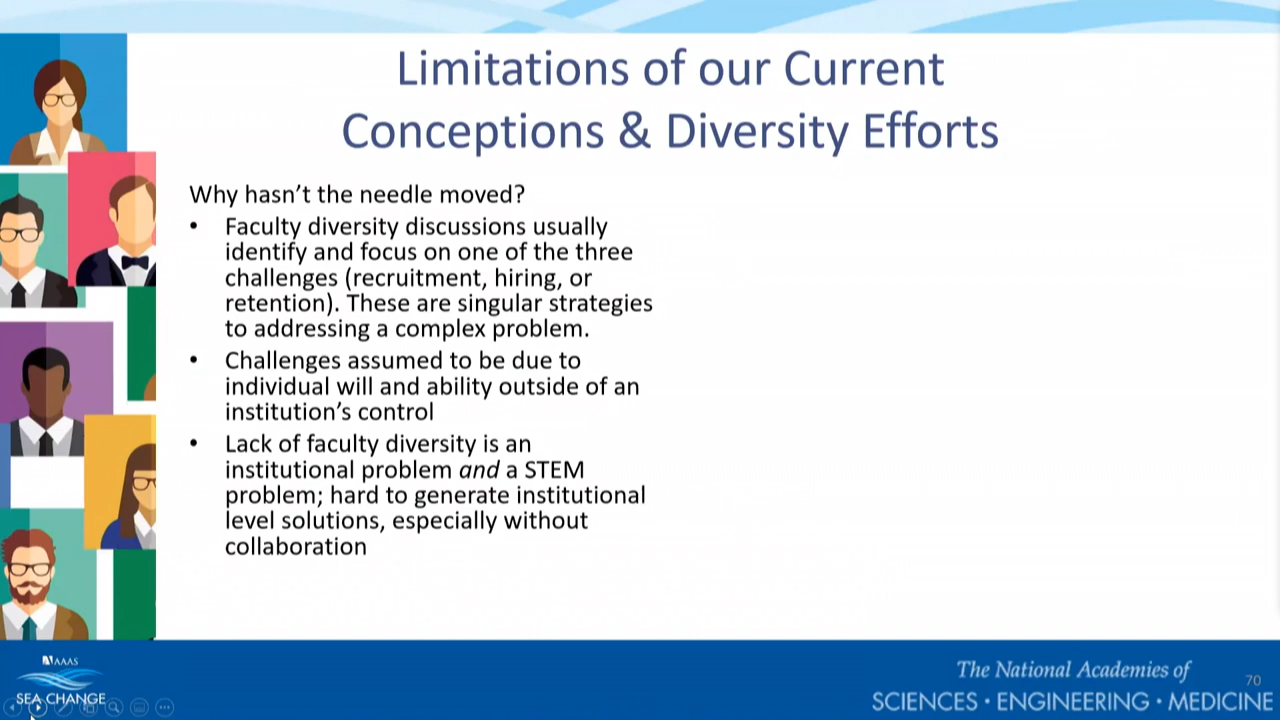 Limitations of our Current
Conceptions & Diversity Efforts
Why hasn’t the needle moved?
• Faculty diversity discussions usually
identify and focus on one of the three
challenges (recruitment, hiring, or
retention). These are singular strategies
to addressing a complex problem.
• Challenges assumed to be due to
individual will and ability outside of an
institution’s control
• Lack of faculty diversity is an
institutional problem and a STEM
problem; hard to generate institutional
level solutions, especially without
collaboration
AAAS
SEA CHANGE
The National Academies of
SCIENCES • ENGINEERING • MEDICINE
70